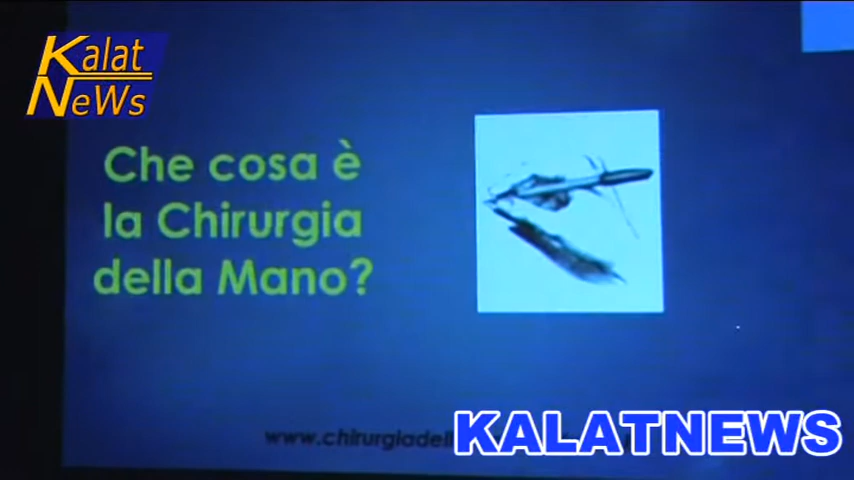 Kalat
NeWs
Che cosa è
la Chirurgia
della Mano?
KALATNEWS